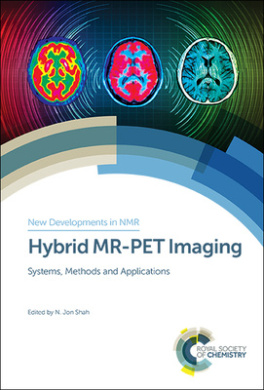 New Developments in NMR
Hybrid MR-PET Imaging
Systems, Methods and Applications
Edited by N. Jon Shah
ROYAL SOCIETY
OF CHEMISTRY